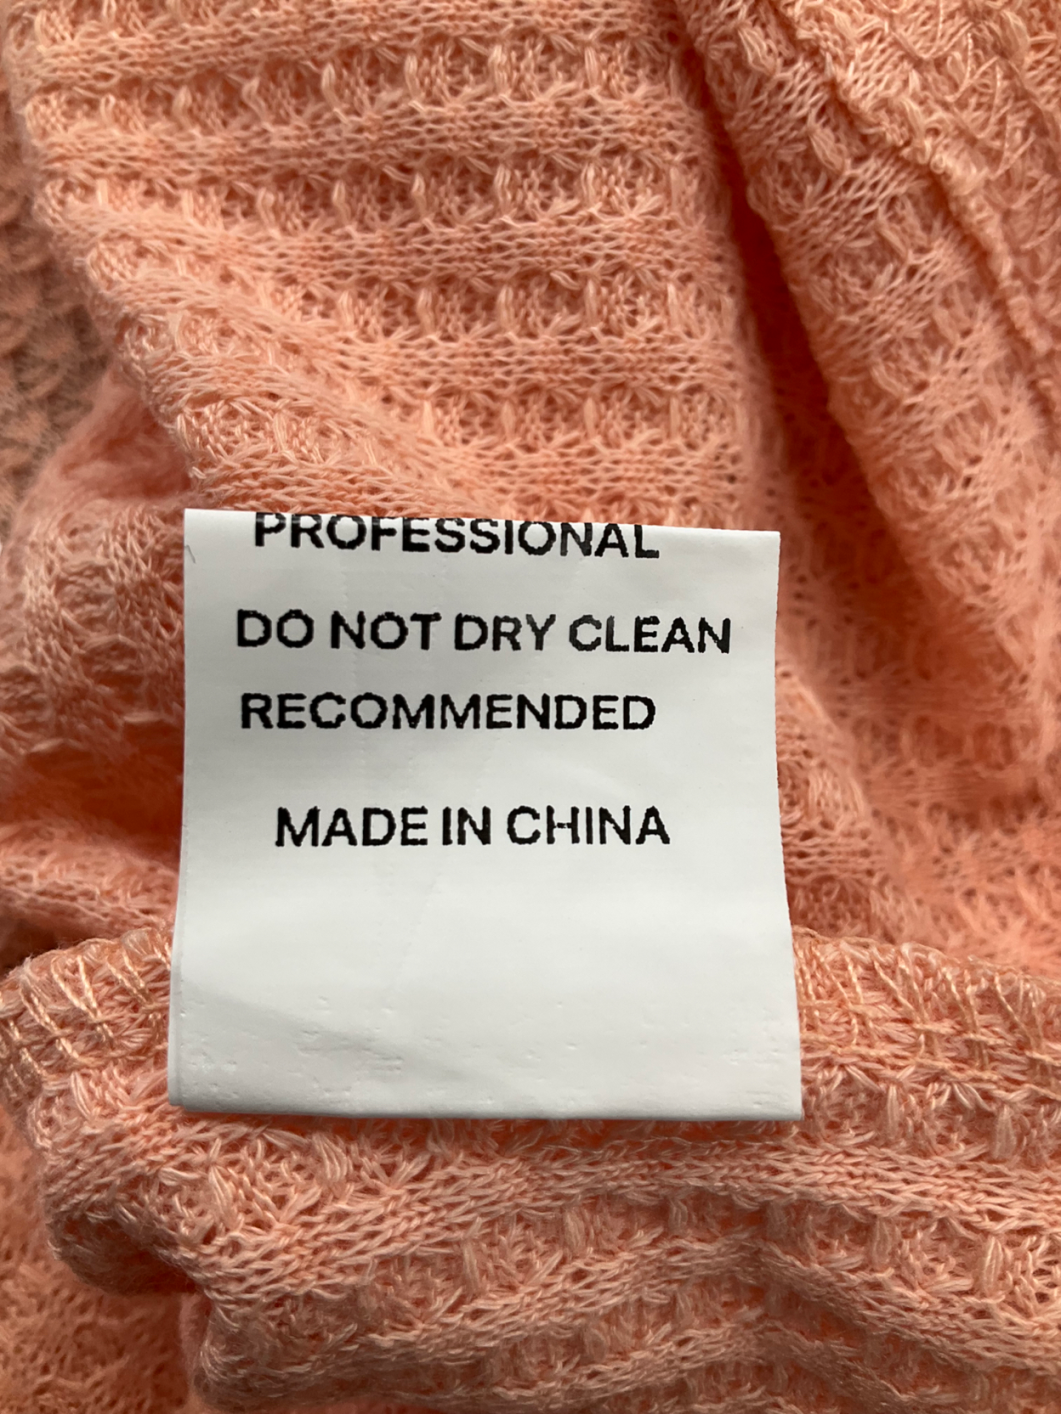 PROFESSIONAL
DO NOT DRY CLEAN
RECOMMENDED
MADE IN CHINA